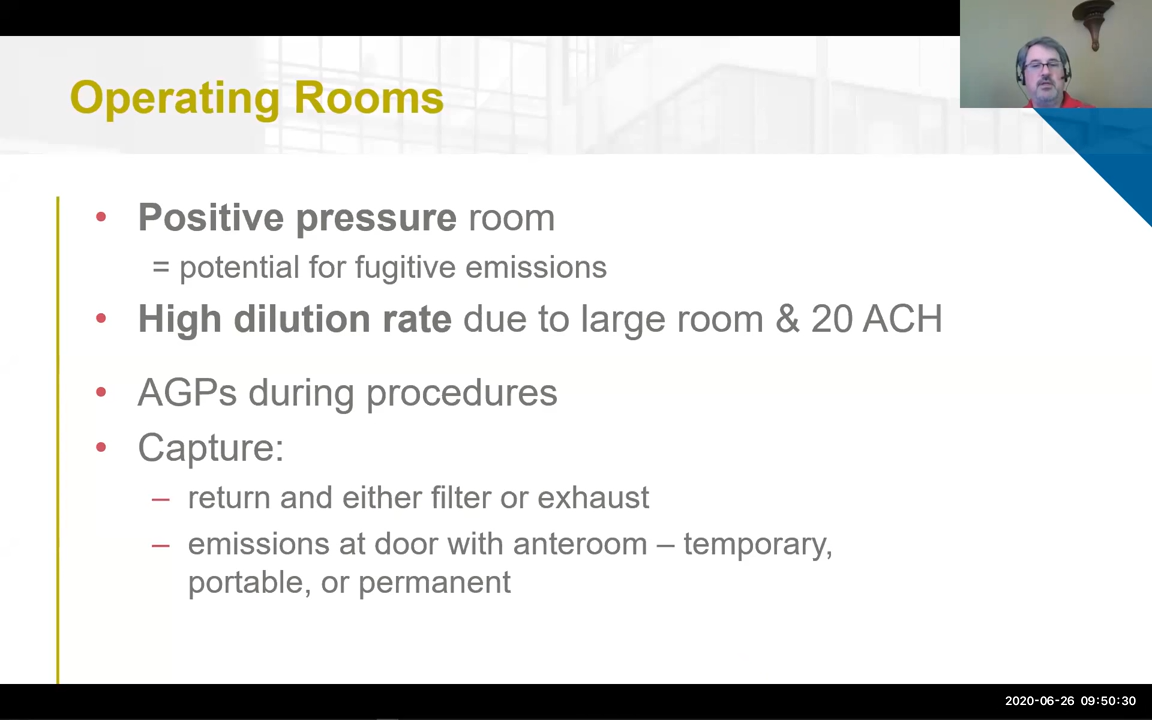 Operating Rooms
• Positive pressure room
= potential for fugitive emissions
• High dilution rate due to large room & 20 ACH
• AGPs during procedures
• Capture:
– return and either filter or exhaust
– emissions at door with anteroom – temporary,
portable, or permanent
2020-06-26 09:50:30